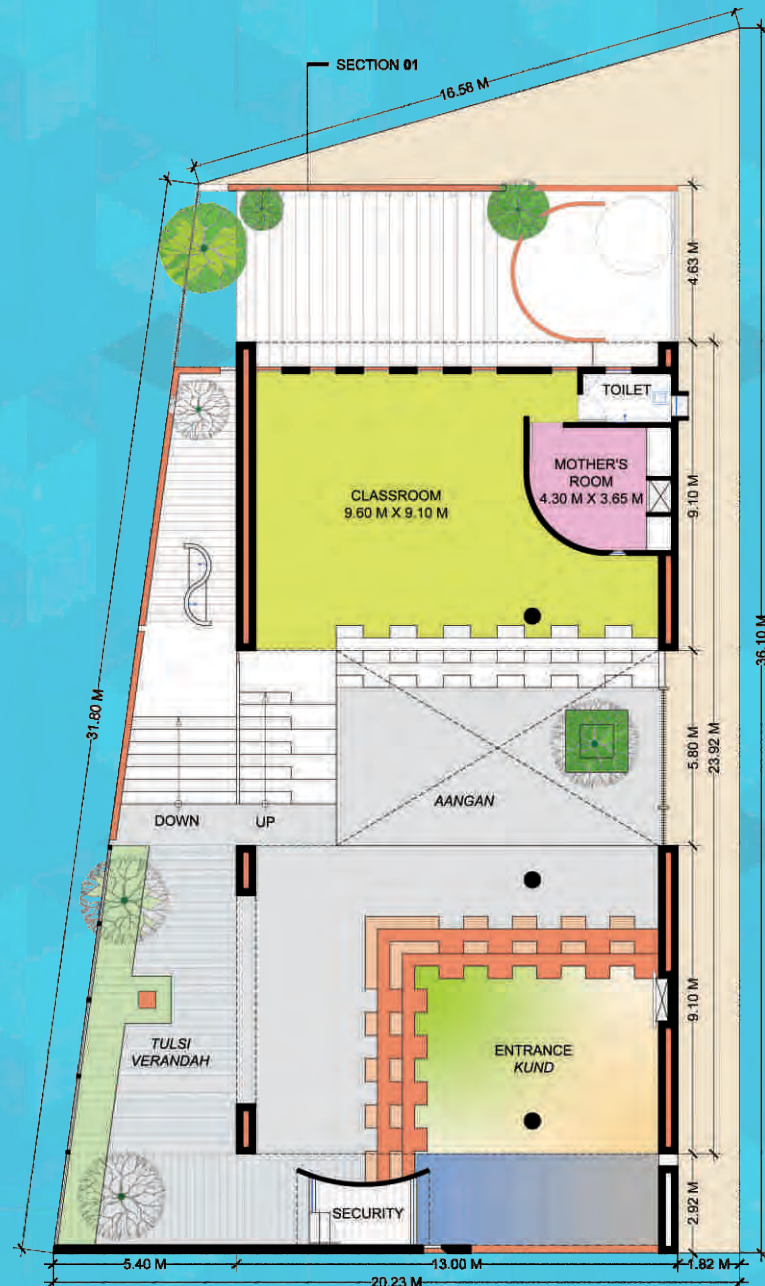 SECTION 01
16.58 M
4.63 M
TOILET
MOTHER'S
ROOM
4.30 M X 3.65 M
CLASSROOM
9.60 M X 9.10 M
9.10 M
36.10 M
31.80 M
5.80 M
23.92 M
AANGAN
DOWN
UP
9.10 M
TULSI
VERANDAH
ENTRANCE
KUND
2.92 M
SECURITY
5.40 M
13.00 M
1.82 M
20.23 M